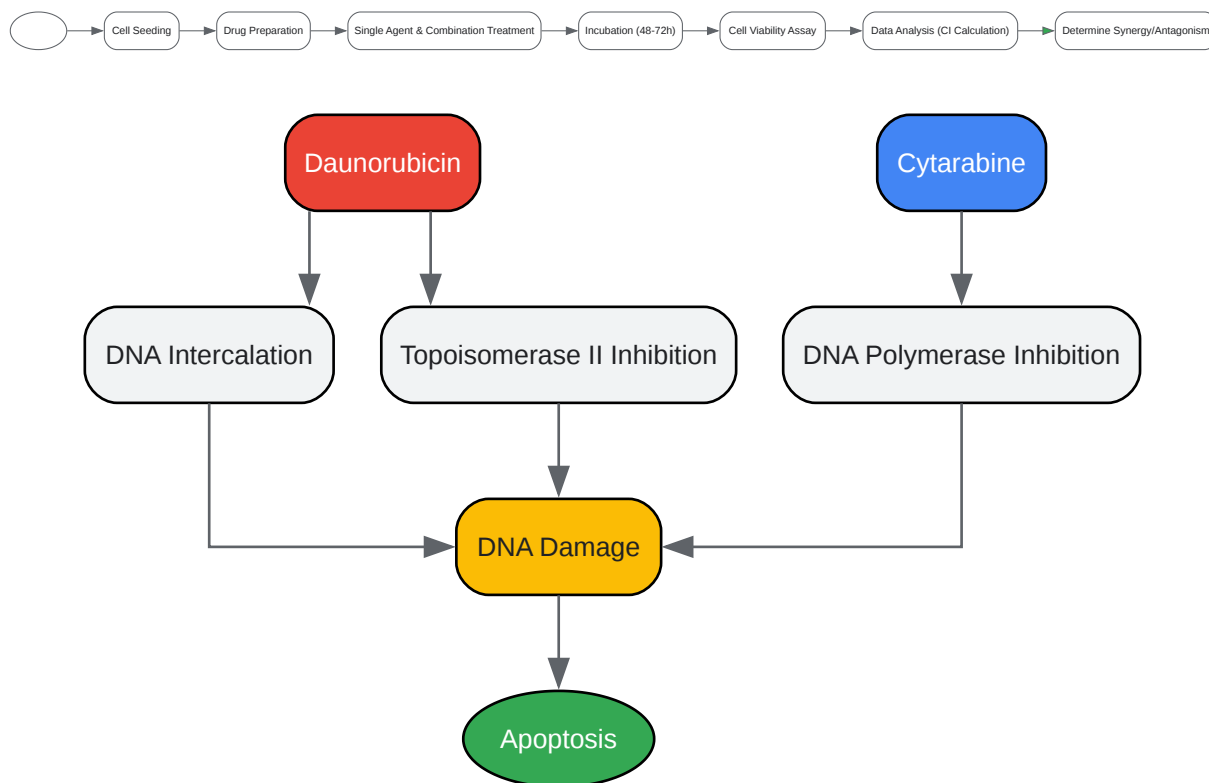 Cell Seeding
Drug Preparation
Single Agent & Combination Treatment
Incubation (48-72h)
Cell Viability Assay
Data Analysis (CI Calculation)
Determine Synergy/Antagonism
Daunorubicin
Cytarabine
DNA Intercalation
Topoisomerase II Inhibition
DNA Polymerase Inhibition
DNA Damage
Apoptosis